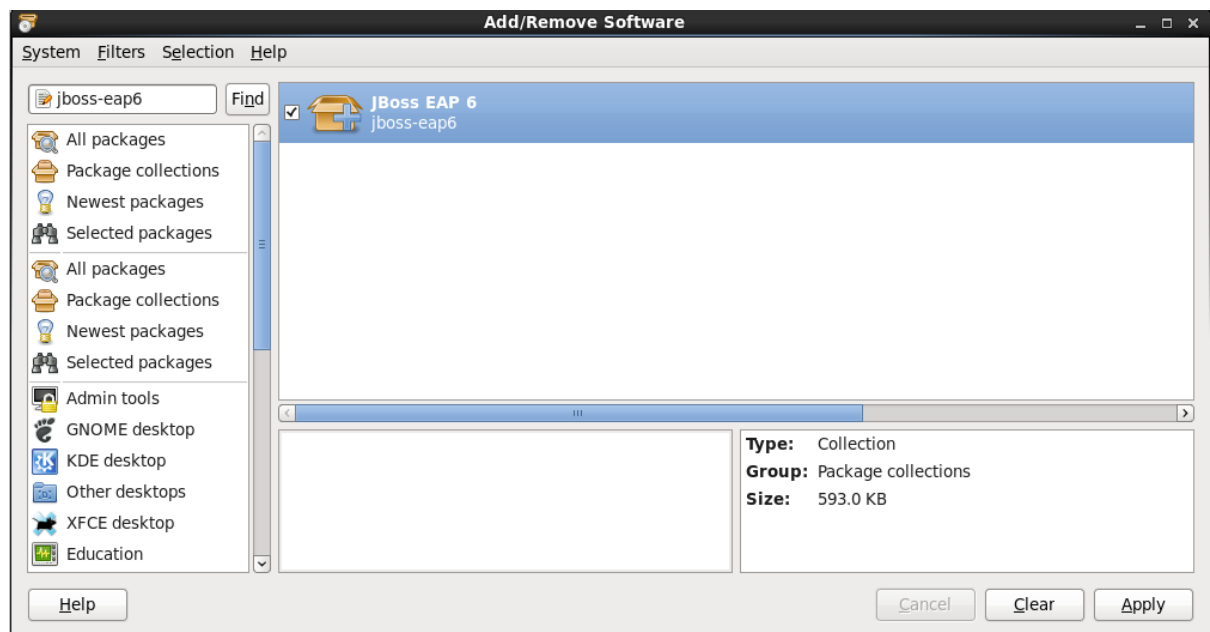 Add/Remove Software
System Filters Selection Help
jboss-eap6 Find
All packages
Package collections
Newest packages
Selected packages
All packages
Package collections
Newest packages
Selected packages
Admin tools
GNOME desktop
KDE desktop
Other desktops
XFCE desktop
Education
JBoss EAP 6
jboss-eap6
Type: Collection
Group: Package collections
Size: 593.0 KB
Help Cancel Clear Apply